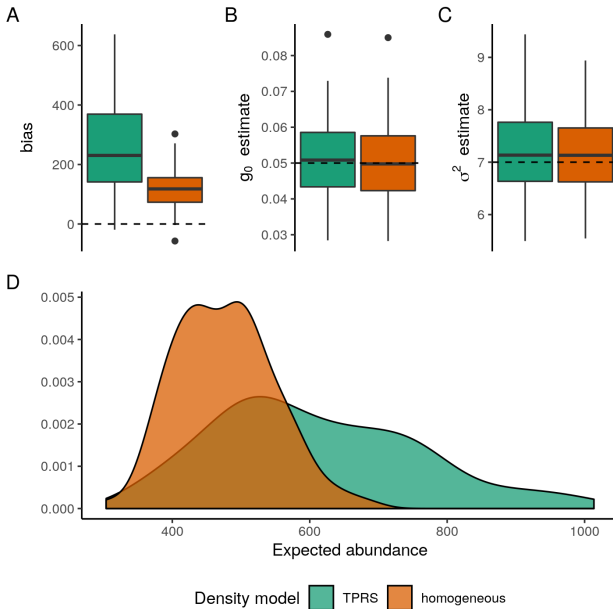 A
B
C
600
400
200
0
bias
0.08
0.07
0.06
0.05
0.04
0.03
g0 estimate
9
8
7
6
σ2 estimate
D
0.005
0.004
0.003
0.002
0.001
0.000
400 600 800 1000
Expected abundance
Density model TPRS homogeneous